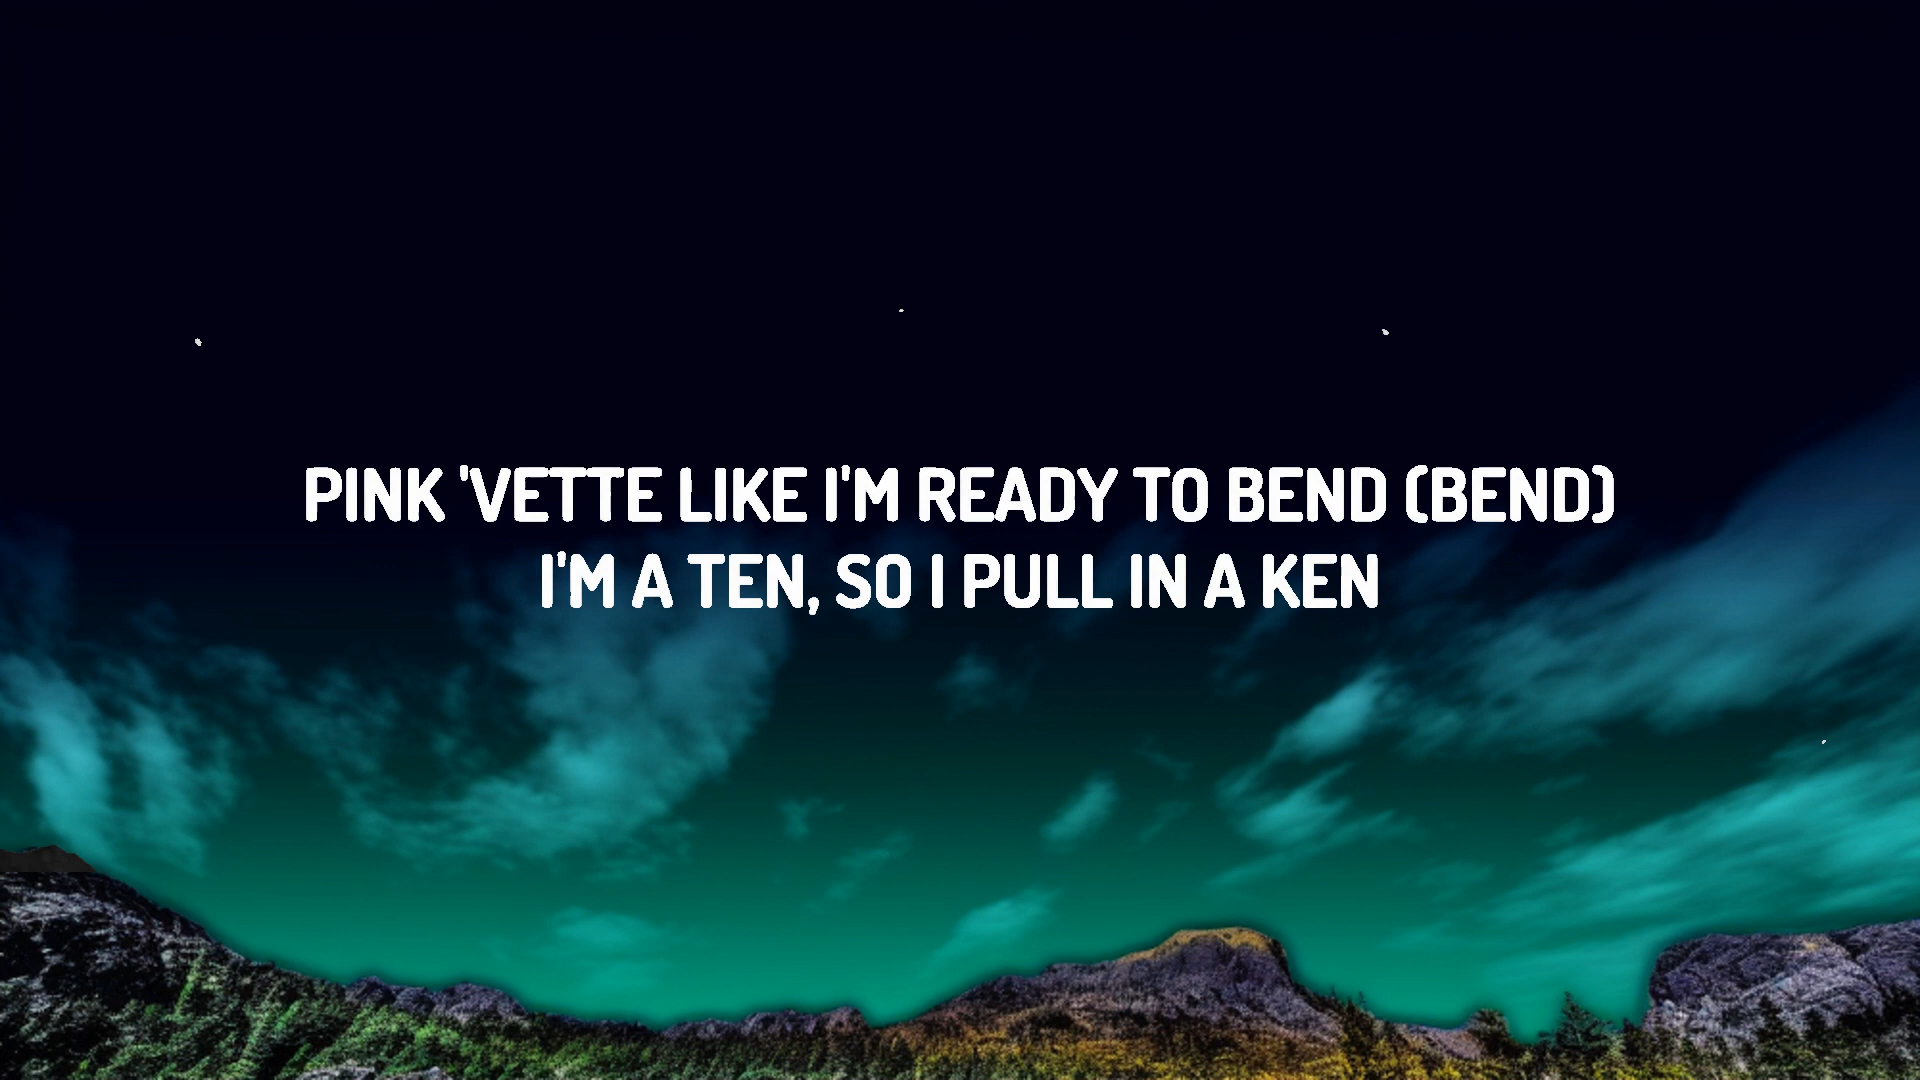 PINK 'VETTE LIKE I'M READY TO BEND (BEND)
I'M A TEN, SO I PULL IN A KEN